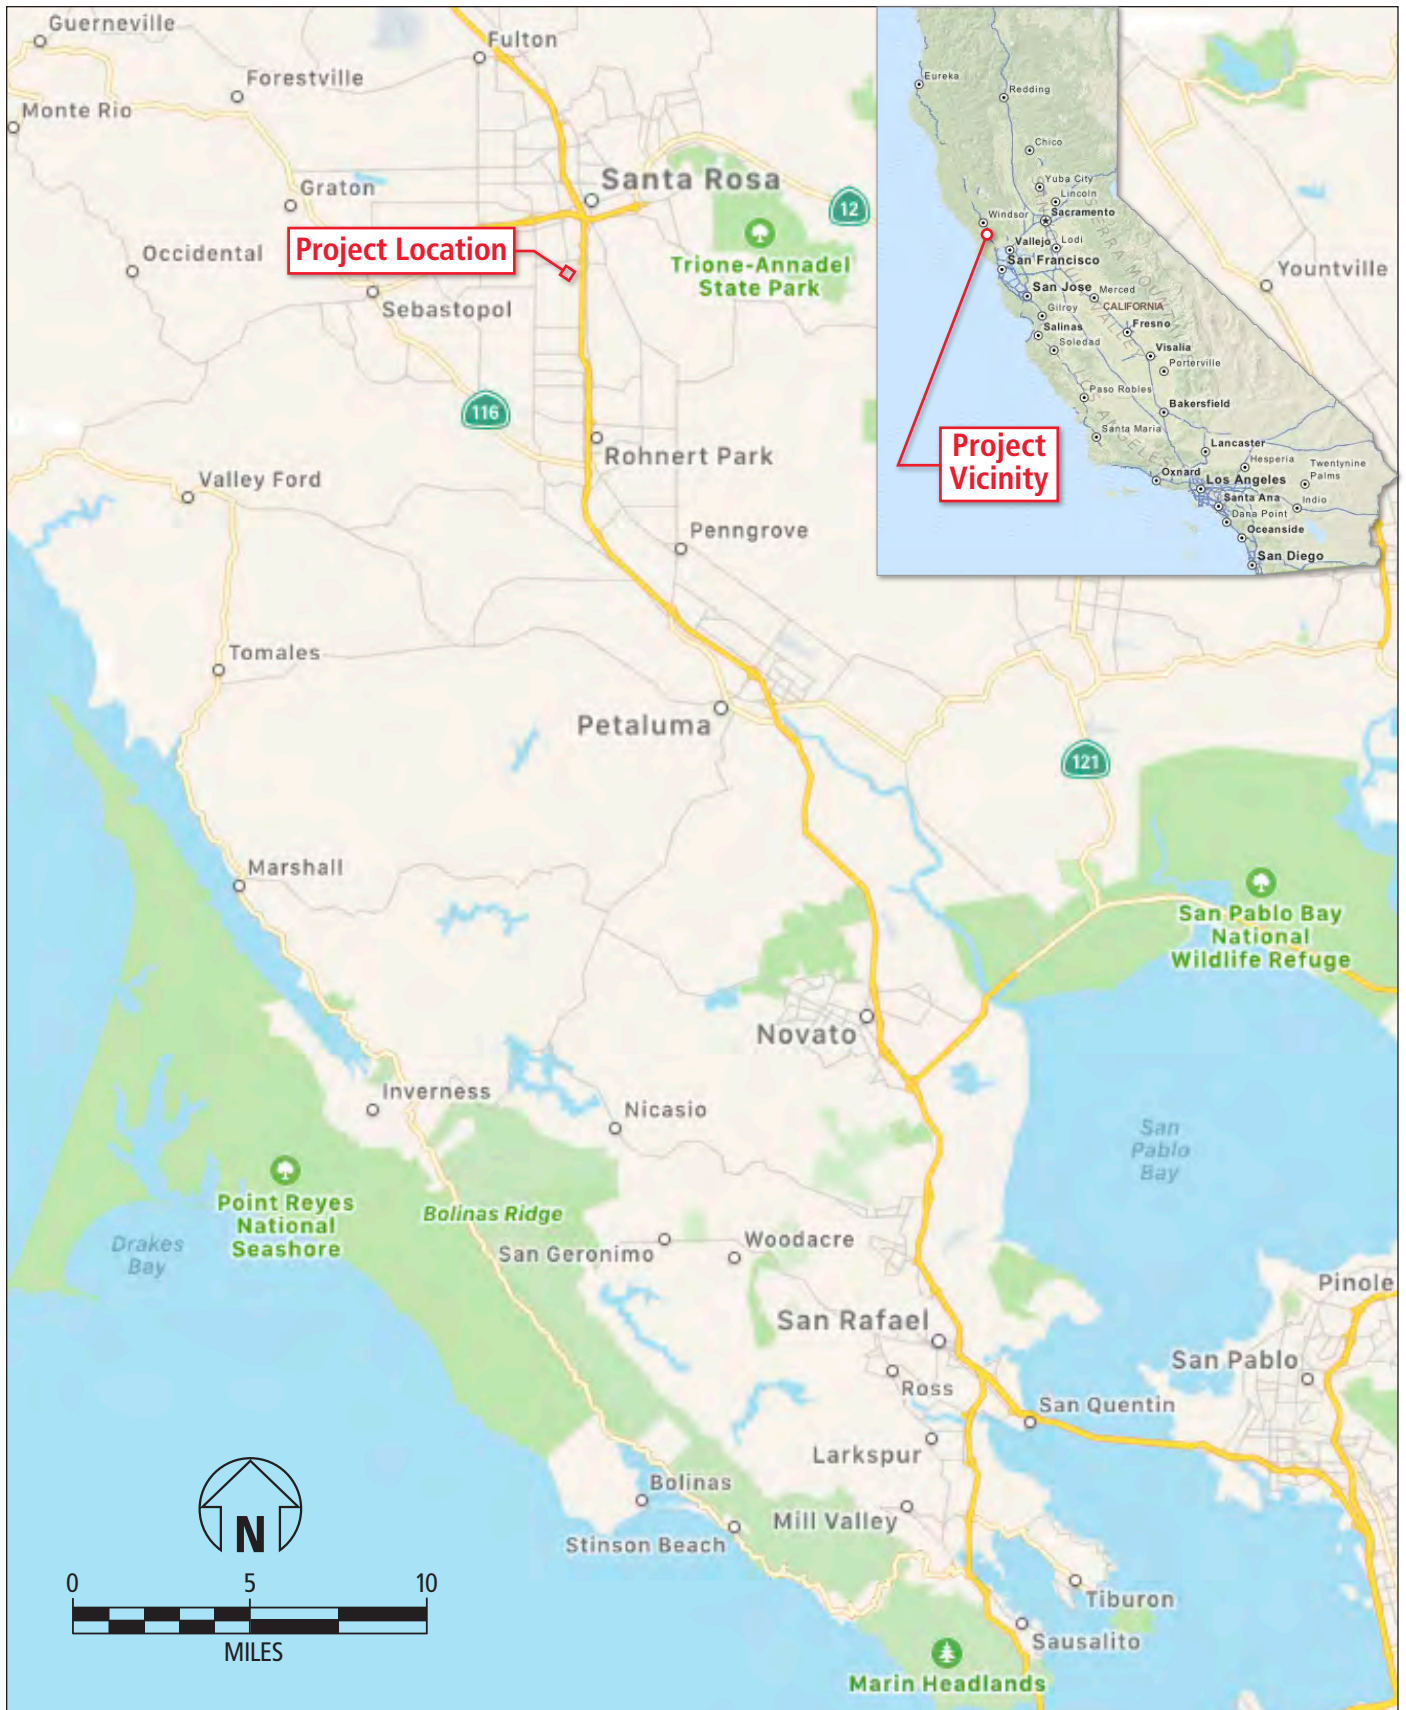 Guerneville
Fulton
Forestville
Monte Rio
Santa Rosa
Graton
12
Occidental
Project Location
Trione-Annadel
State Park
Sebastopol
116
Rohnert Park
Valley Ford
Penngrove
Tomales
Petaluma
121
Marshall
San Pablo Bay
National
Wildlife Refuge
Novato
Inverness
Nicasio
San
Pablo
Bay
Point Reyes
National
Seashore
Bolinas Ridge
Drakes
Bay
San Geronimo
Woodacre
Pinole
San Rafael
San Pablo
Ross
San Quentin
Larkspur
Bolinas
Mill Valley
Stinson Beach
Tiburon
Sausalito
Marin Headlands
Yountville
N
0 5 10
MILES
Eureka
Redding
Chico
Yuba City
Lincoln
Windsor
Sacramento
Vallejo
Lodi
San Francisco
San Jose
Merced
Gilroy
CALIFORNIA
Salinas
Fresno
Soledad
Visalia
Porterville
Paso Robles
Bakersfield
Santa Maria
Lancaster
Hesperia
Twentynine
Palms
Oxnard
Los Angeles
Santa Ana
Indio
Dana Point
Oceanside
San Diego
Project
Vicinity